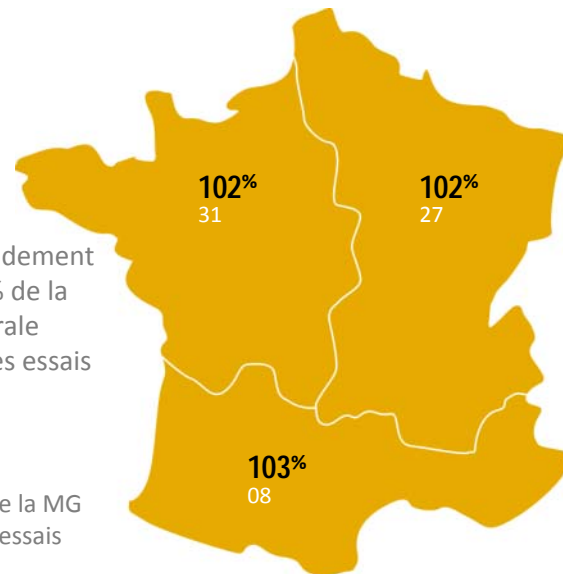 102%
31
102%
27
dement
% de la
rale
es essais
103%
08
e la MG
essais